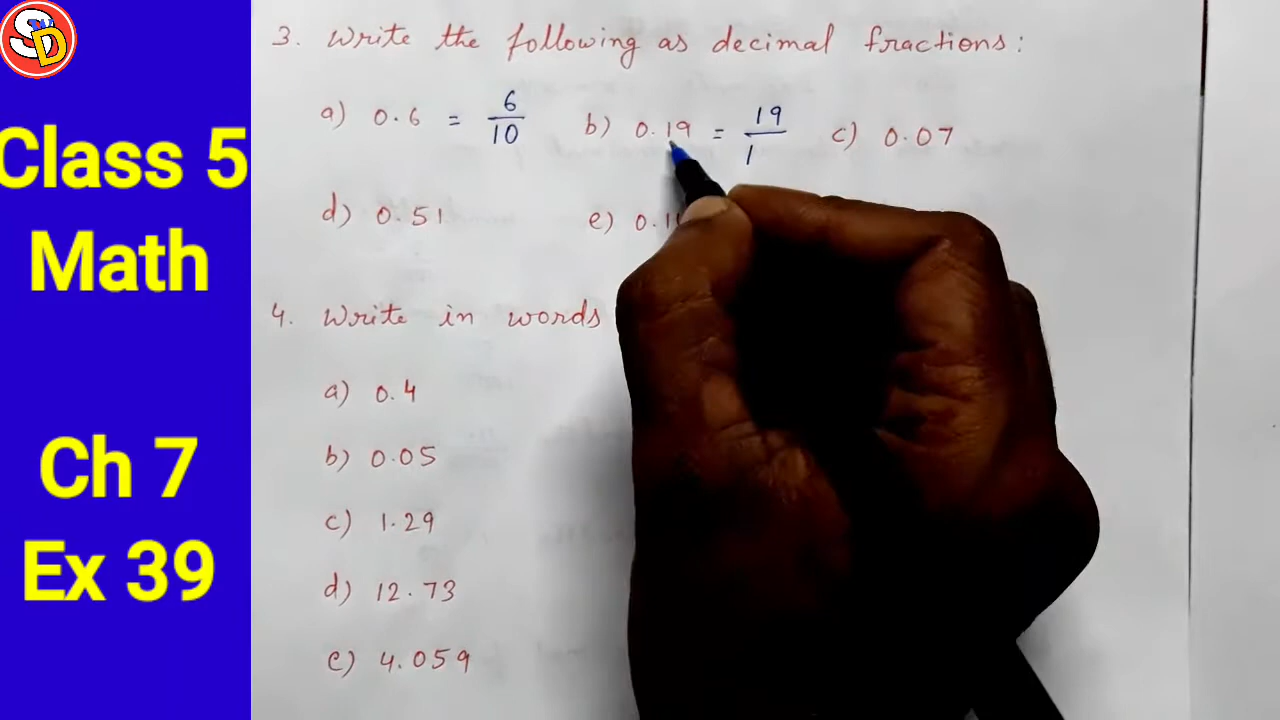 SD
Class 5
Math
Ch 7
Ex 39
3. Write the following as decimal fractions:
a) 0.6 = 6/10 b) 0.19 = 19/1 c) 0.07
d) 0.51 e) 0.11
4. Write in words
a) 0.4
b) 0.05
c) 1.29
d) 12.73
e) 4.059